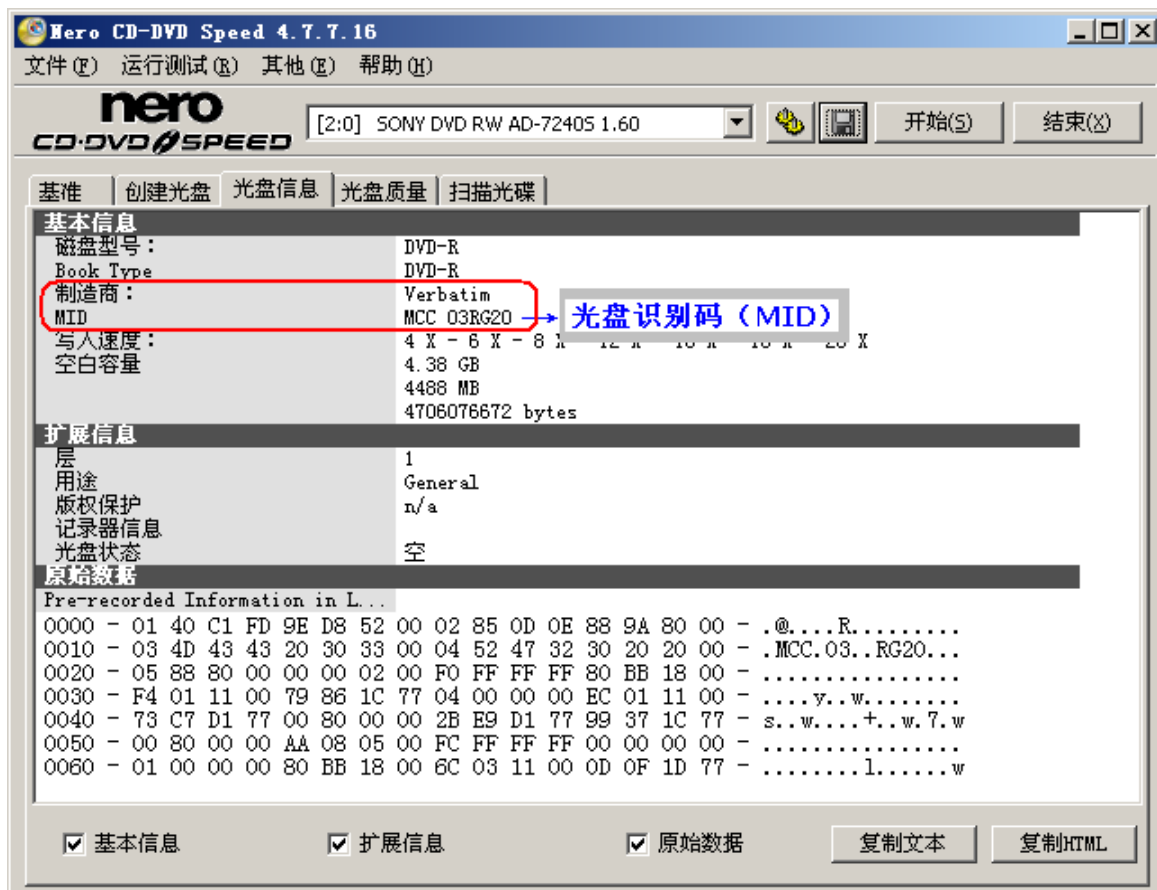 Nero CD-DVD Speed 4.7.7.16
文件(F) 运行测试(R) 其他(E) 帮助(H)
nero
CD·DVD SPEED
[2:0] SONY DVD RW AD-7240S 1.60
开始(S) 结束(X)
基准 创建光盘 光盘信息 光盘质量 扫描光碟
基本信息
磁盘型号： DVD-R
Book Type DVD-R
制造商： Verbatim
MID MCC 03RG20 → 光盘识别码（MID）
写入速度： 4 X - 6 X - 8 X X
空白容量 4.38 GB
4488 MB
4706076672 bytes
扩展信息
层 1
用途 General
版权保护 n/a
记录器信息
光盘状态 空
原始数据
Pre-recorded Information in L...
0000 - 01 40 C1 FD 9E D8 52 00 02 85 0D 0E 88 9A 80 00 - .@....R.........
0010 - 03 4D 43 43 20 30 33 00 04 52 47 32 30 20 20 00 - .MCC.03..RG20...
0020 - 05 88 80 00 00 00 02 00 F0 FF FF FF 80 BB 18 00 - ................
0030 - F4 01 11 00 79 86 1C 77 04 00 00 00 EC 01 11 00 - ....y..w........
0040 - 73 C7 D1 77 00 80 00 00 2B E9 D1 77 99 37 1C 77 - s..w....+..w.7.w
0050 - 00 80 00 00 AA 08 05 00 FC FF FF FF 00 00 00 00 - ................
0060 - 01 00 00 00 80 BB 18 00 6C 03 11 00 0D 0F 1D 77 - ........l......w
基本信息 扩展信息 原始数据 复制文本 复制HTML